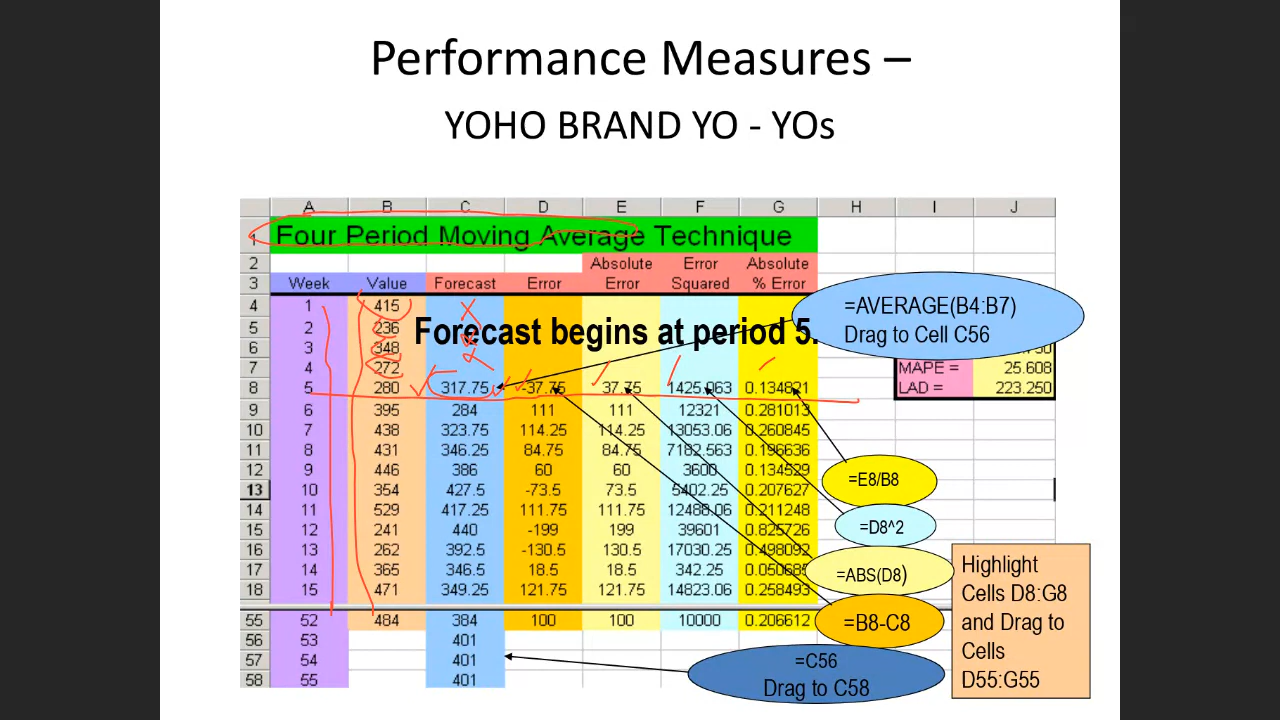 Performance Measures –
YOHO BRAND YO - YOs
A B C D E F G H I J
1 Four Period Moving Average Technique
2 Absolute Error Absolute
3 Week Value Forecast Error Error Squared % Error
4 1 415
=AVERAGE(B4:B7)
Drag to Cell C56
5 2 236
Forecast begins at period 5.
6 3 348
7 4 272 MAPE = 25.608
8 5 280 317.75 -37.75 37.75 1425.063 0.134821 LAD = 223.250
9 6 395 284 111 111 12321 0.281013
10 7 438 323.75 114.25 114.25 13053.06 0.260845
11 8 431 346.25 84.75 84.75 7182.563 0.196636
12 9 446 386 60 60 3600 0.134529
=E8/B8
13 10 354 427.5 -73.5 73.5 5402.25 0.207627
14 11 529 417.25 111.75 111.75 12488.06 0.211248
=D8^2
15 12 241 440 -199 199 39601 0.825726
16 13 262 392.5 -130.5 130.5 17030.25 0.498092
17 14 365 346.5 18.5 18.5 342.25 0.050685
=ABS(D8)
18 15 471 349.25 121.75 121.75 14823.06 0.258493
Highlight
Cells D8:G8
and Drag to
Cells
D55:G55
55 52 484 384 100 100 10000 0.206612
=B8-C8
56 53 401
57 54 401
58 55 401
=C56
Drag to C58